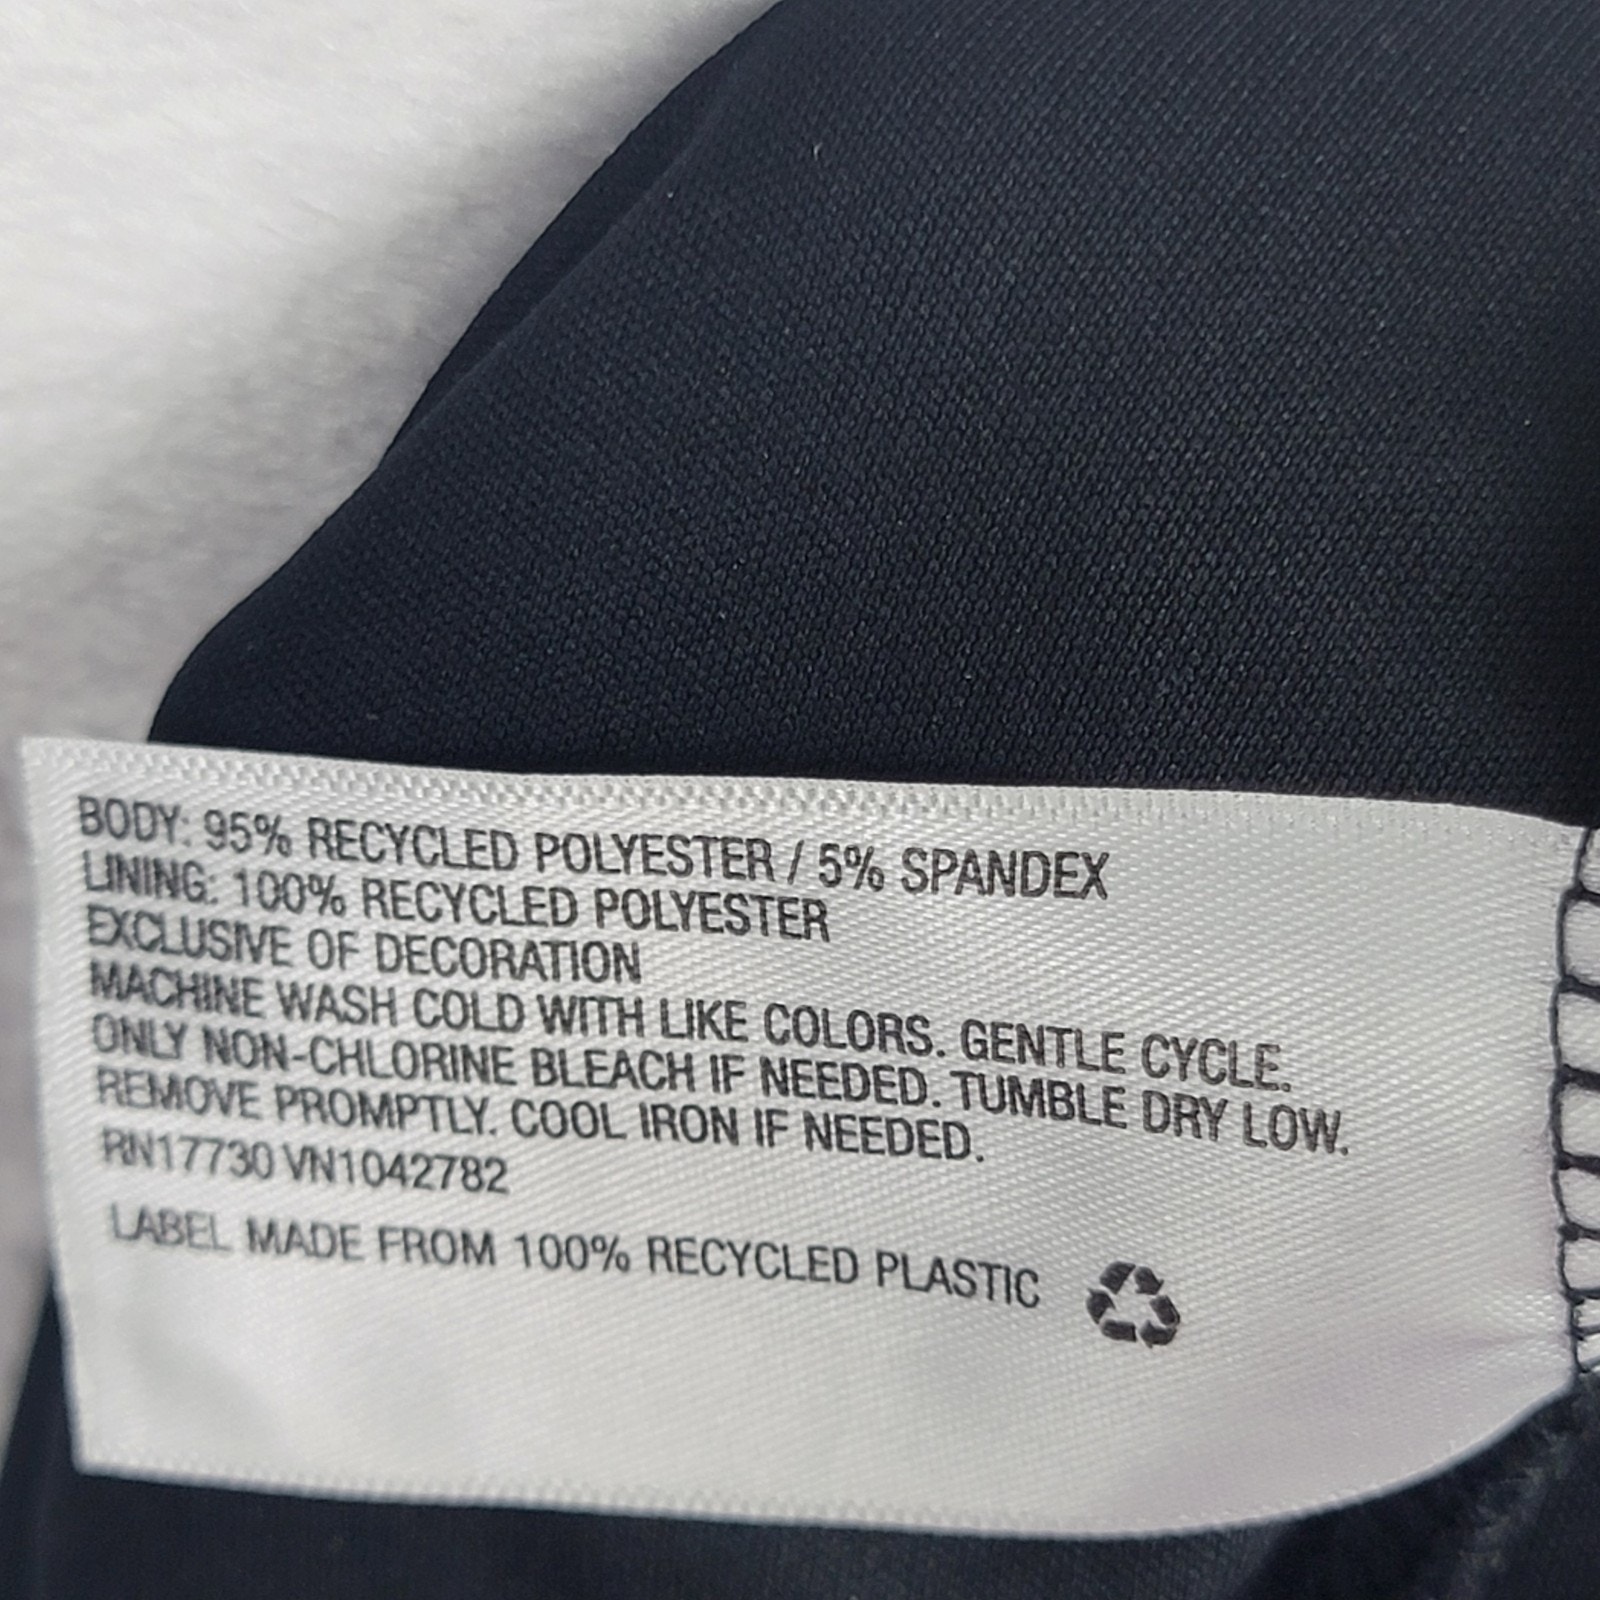 BODY: 95% RECYCLED POLYESTER / 5% SPANDEX
LINING: 100% RECYCLED POLYESTER
EXCLUSIVE OF DECORATION
MACHINE WASH COLD WITH LIKE COLORS. GENTLE CYCLE.
ONLY NON-CHLORINE BLEACH IF NEEDED. TUMBLE DRY LOW.
REMOVE PROMPTLY. COOL IRON IF NEEDED.
RN17730 VN1042782
LABEL MADE FROM 100% RECYCLED PLASTIC